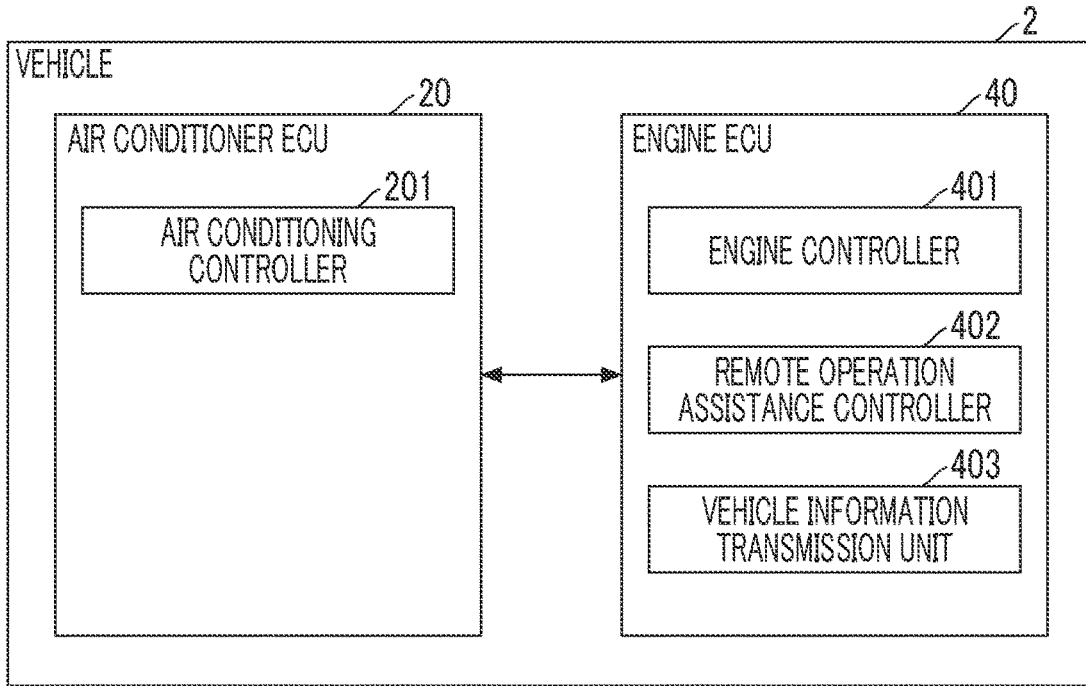 2
VEHICLE
20
AIR CONDITIONER ECU
201
AIR CONDITIONING
CONTROLLER
40
ENGINE ECU
401
ENGINE CONTROLLER
402
REMOTE OPERATION
ASSISTANCE CONTROLLER
403
VEHICLE INFORMATION
TRANSMISSION UNIT